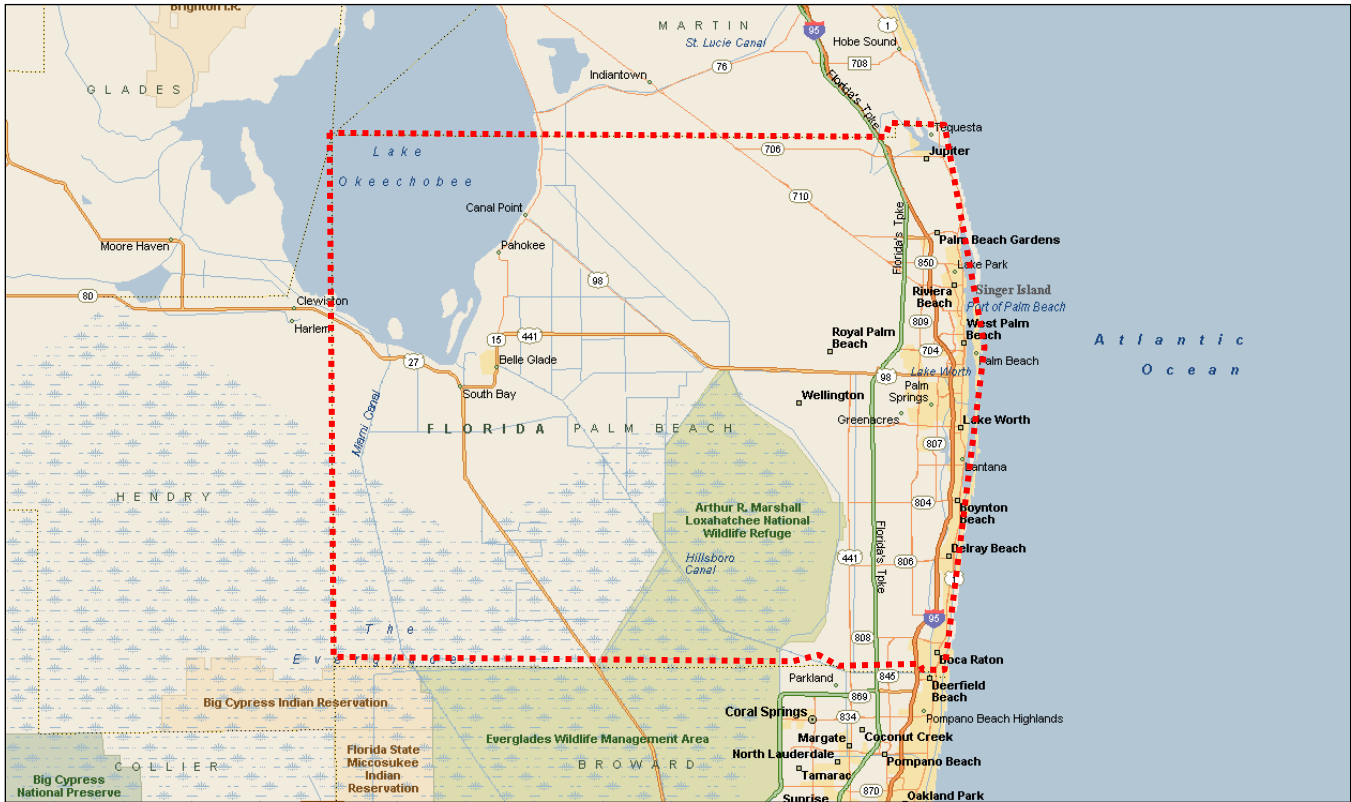 Brighton I.R.
MARTIN
St. Lucie Canal
95
1
Hobe Sound
708
76
Indiantown
Florida's Tpke
GLADES
Tequesta
Jupiter
706
Lake
Okeechobee
710
Canal Point
Moore Haven
Pahokee
Florida's Tpke
Palm Beach Gardens
850
Lake Park
98
Riviera
Beach
Singer Island
Port of Palm Beach
80
Clewiston
Harlem
809
West Palm
Beach
15
441
Royal Palm
Beach
704
Palm Beach
Atlantic
Ocean
27
Belle Glade
98
Lake Worth
South Bay
Palm
Springs
Wellington
Greenacres
Lake Worth
Miami Canal
FLORIDA
PALM BEACH
807
Lantana
HENDRY
Arthur R. Marshall
Loxahatchee National
Wildlife Refuge
804
Boynton
Beach
Hillsboro
Canal
441
Florida's Tpke
806
Delray Beach
1
95
The
Everglades
808
Boca Raton
Parkland
845
Deerfield
Beach
Big Cypress Indian Reservation
869
Coral Springs
834
Pompano Beach Highlands
Everglades Wildlife Management Area
Margate
Coconut Creek
Florida State
Miccosukee
Indian
Reservation
BROWARD
North Lauderdale
Pompano Beach
Tamarac
COLLIER
Big Cypress
National Preserve
870
Sunrise
Oakland Park